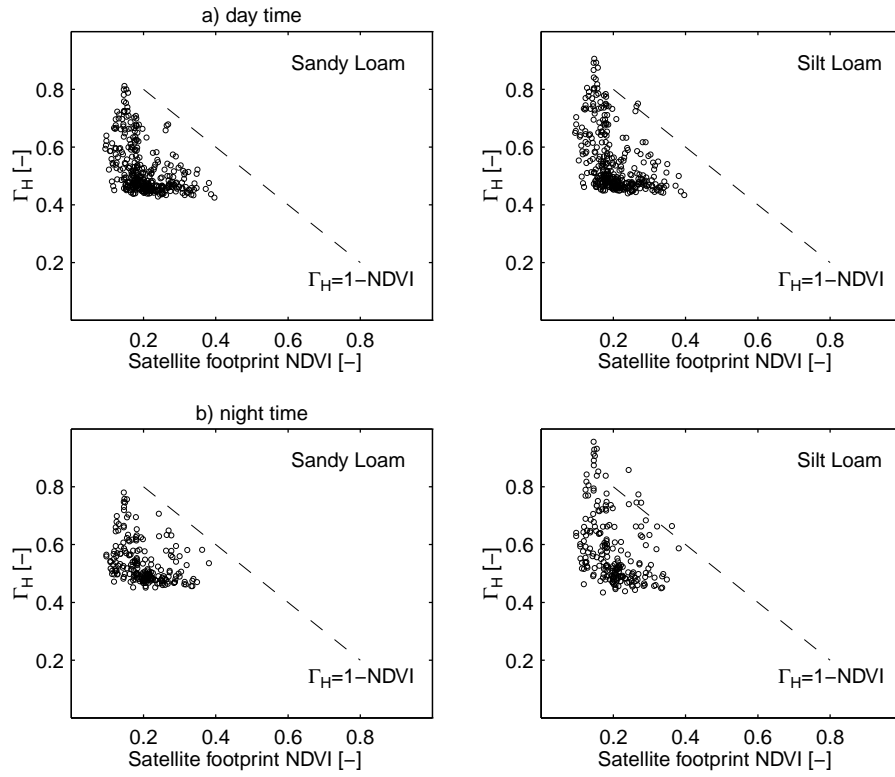 a) day time
Sandy Loam
Silt Loam
0.8
0.6
0.4
0.2
Γ_H [−]
Γ_H=1−NDVI
0.2 0.4 0.6 0.8
Satellite footprint NDVI [−]
0.8
0.6
0.4
0.2
Γ_H [−]
Γ_H=1−NDVI
0.2 0.4 0.6 0.8
Satellite footprint NDVI [−]
b) night time
Sandy Loam
Silt Loam
0.8
0.6
0.4
0.2
Γ_H [−]
Γ_H=1−NDVI
0.2 0.4 0.6 0.8
Satellite footprint NDVI [−]
0.8
0.6
0.4
0.2
Γ_H [−]
Γ_H=1−NDVI
0.2 0.4 0.6 0.8
Satellite footprint NDVI [−]